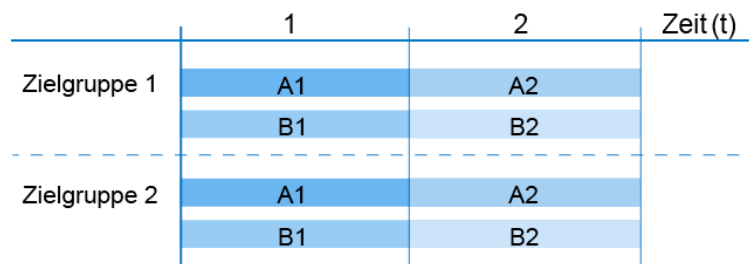 1 2 Zeit (t)
Zielgruppe 1 A1 A2
B1 B2
Zielgruppe 2 A1 A2
B1 B2